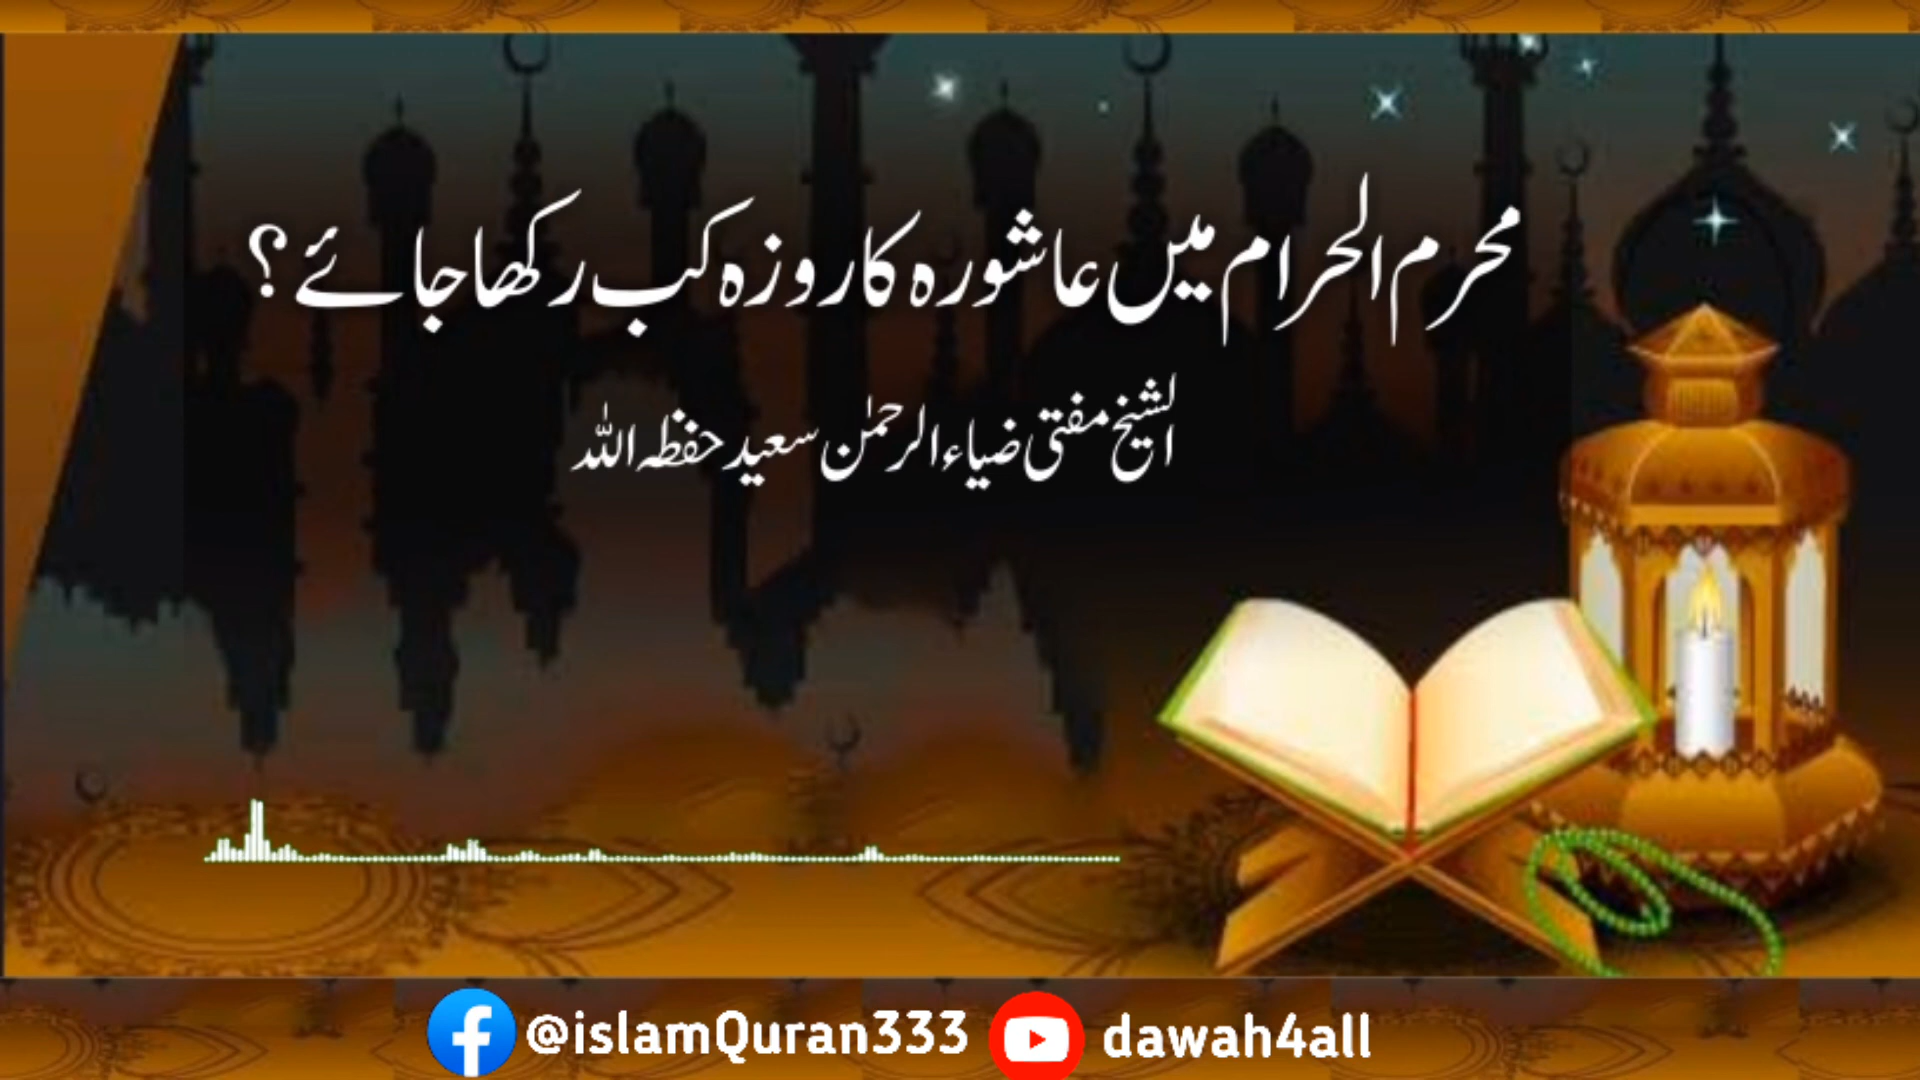 محرم الحرام میں عاشورہ کا روزہ کب رکھا جائے؟
الشیخ مفتی ضیاء الرحمٰن سعید حفظہ اللہ
@islamQuran333 dawah4all